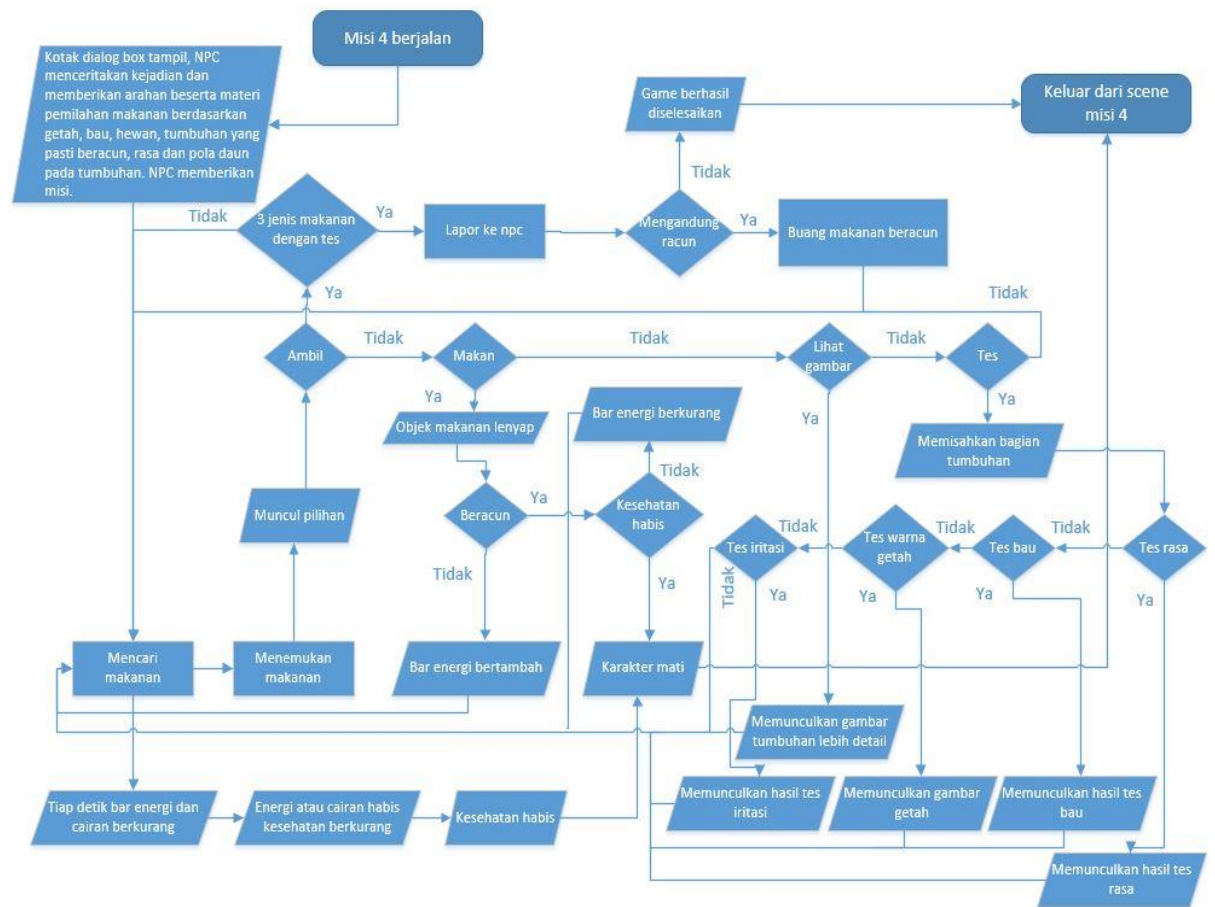 Misi 4 berjalan
Kotak dialog box tampil, NPC
menceritakan kejadian dan
memberikan arahan beserta materi
pemilahan makanan berdasarkan
getah, bau, hewan, tumbuhan yang
pasti beracun, rasa dan pola daun
pada tumbuhan. NPC memberikan
misi.
Game berhasil
diselesaikan
Keluar dari scene
misi 4
Tidak
Tidak
3 jenis makanan
dengan tes
Ya
Lapor ke npc
Mengandung
racun
Ya
Buang makanan beracun
Ya
Tidak
Ambil
Tidak
Makan
Tidak
Lihat
gambar
Tidak
Tes
Ya
Bar energi berkurang
Ya
Ya
Objek makanan lenyap
Memisahkan bagian
tumbuhan
Tidak
Muncul pilihan
Beracun
Ya
Kesehatan
habis
Tidak
Tidak
Tidak
Tes iritasi
Tes warna
getah
Tes bau
Tes rasa
Tidak
Ya
Tidak
Ya
Ya
Ya
Ya
Mencari
makanan
Menemukan
makanan
Bar energi bertambah
Karakter mati
Memunculkan gambar
tumbuhan lebih detail
Tiap detik bar energi dan
cairan berkurang
Energi atau cairan habis
kesehatan berkurang
Kesehatan habis
Memunculkan hasil tes
iritasi
Memunculkan gambar
getah
Memunculkan hasil tes
bau
Memunculkan hasil tes
rasa